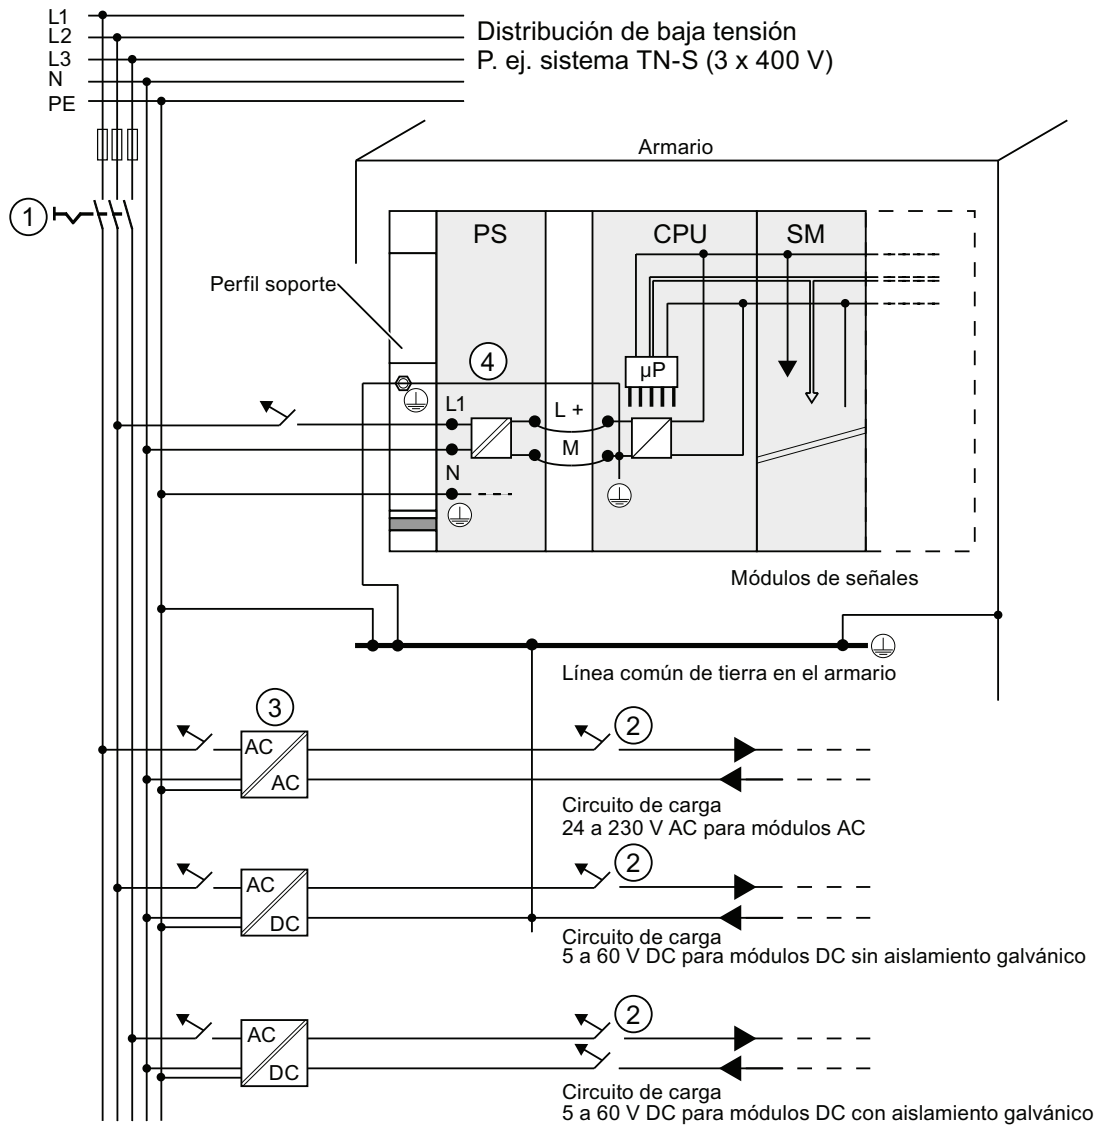 L1
L2
L3
N
PE
Distribución de baja tensión
P. ej. sistema TN-S (3 x 400 V)
Armario
1
PS
CPU
SM
Perfil soporte
4
µP
L1
L +
M
N
Módulos de señales
Línea común de tierra en el armario
3
2
AC
AC
Circuito de carga
24 a 230 V AC para módulos AC
2
AC
DC
Circuito de carga
5 a 60 V DC para módulos DC sin aislamiento galvánico
2
AC
DC
Circuito de carga
5 a 60 V DC para módulos DC con aislamiento galvánico